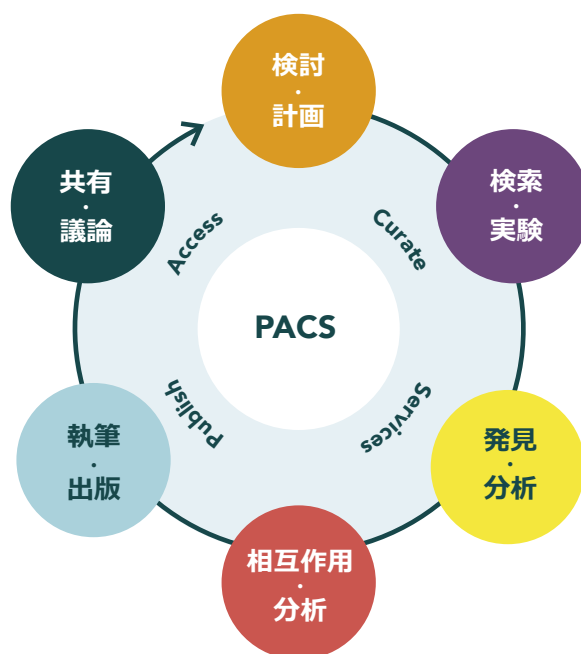 検討
・
計画
検索
・
実験
発見
・
分析
相互作用
・
分析
執筆
・
出版
共有
・
議論
Access
Curate
Services
Publish
PACS